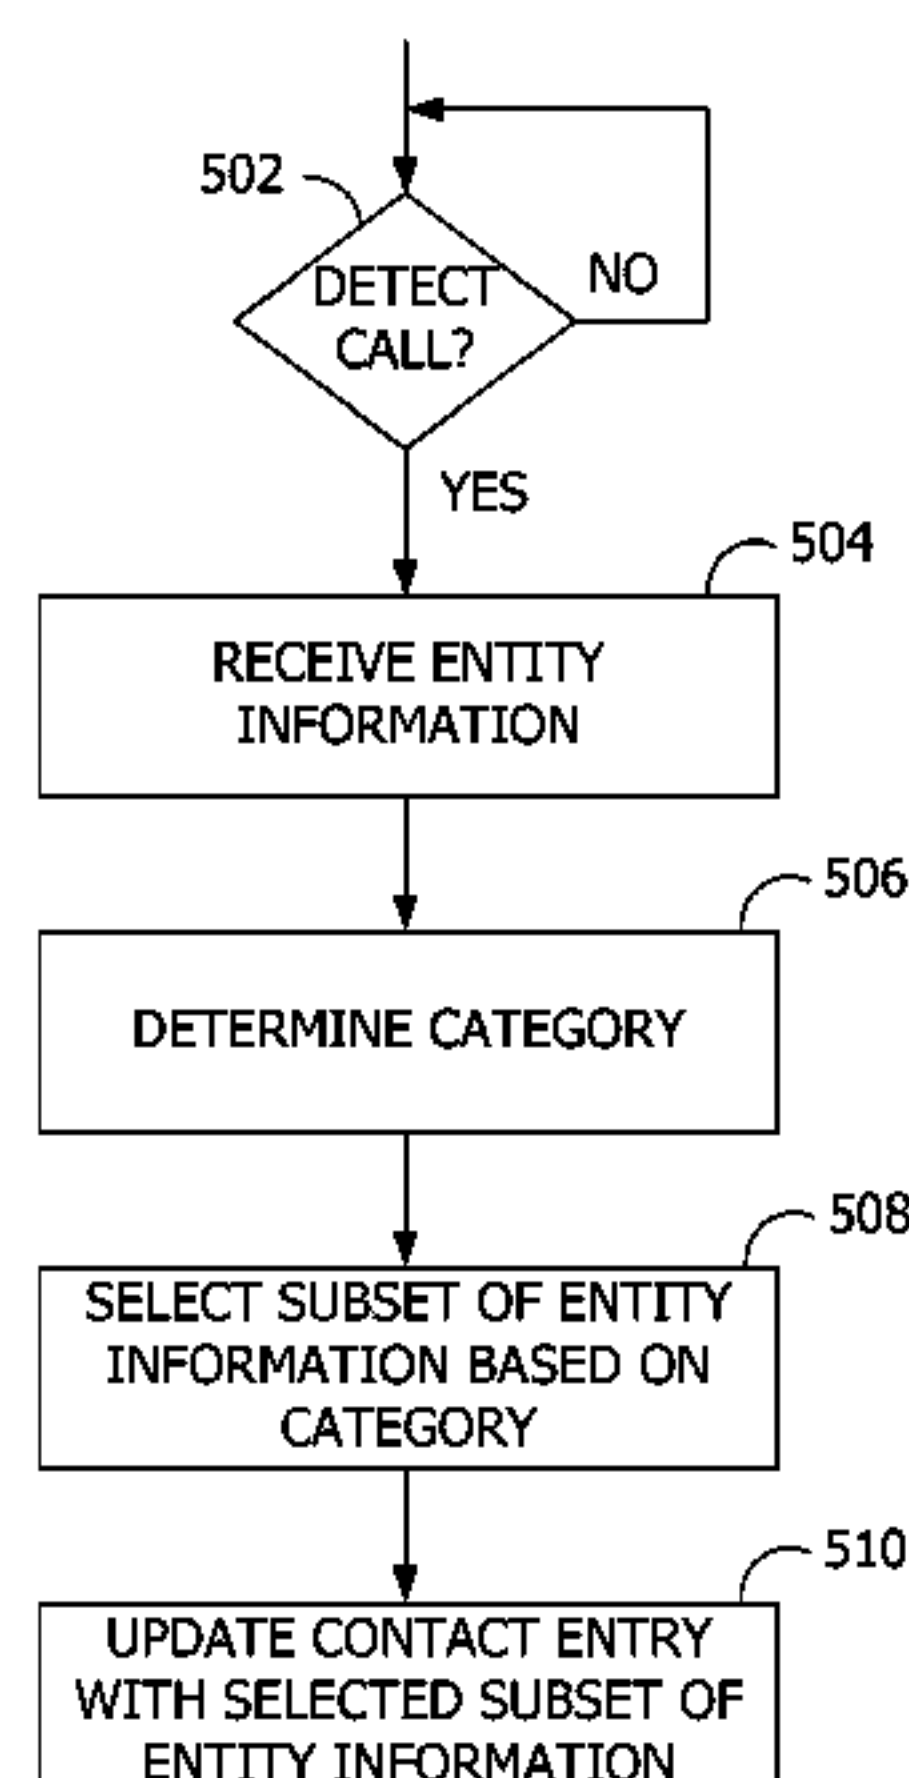 502
DETECT
CALL?
NO
YES
504
RECEIVE ENTITY
INFORMATION
506
DETERMINE CATEGORY
508
SELECT SUBSET OF ENTITY
INFORMATION BASED ON
CATEGORY
510
UPDATE CONTACT ENTRY
WITH SELECTED SUBSET OF
ENTITY INFORMATION